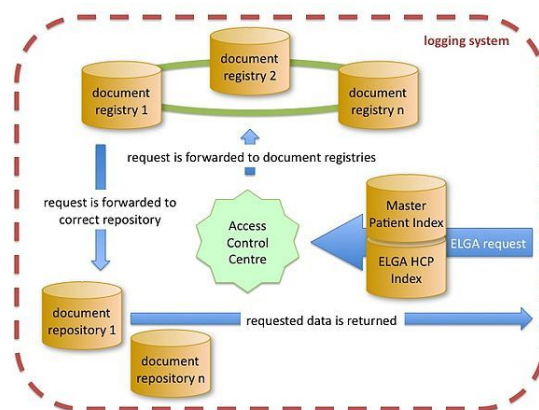 logging system
document
registry 2
document
registry 1
document
registry n
request is forwarded to document registries
request is forwarded to
correct repository
Access
Control
Centre
Master
Patient Index
ELGA HCP
Index
ELGA request
document
repository 1
requested data is returned
document
repository n